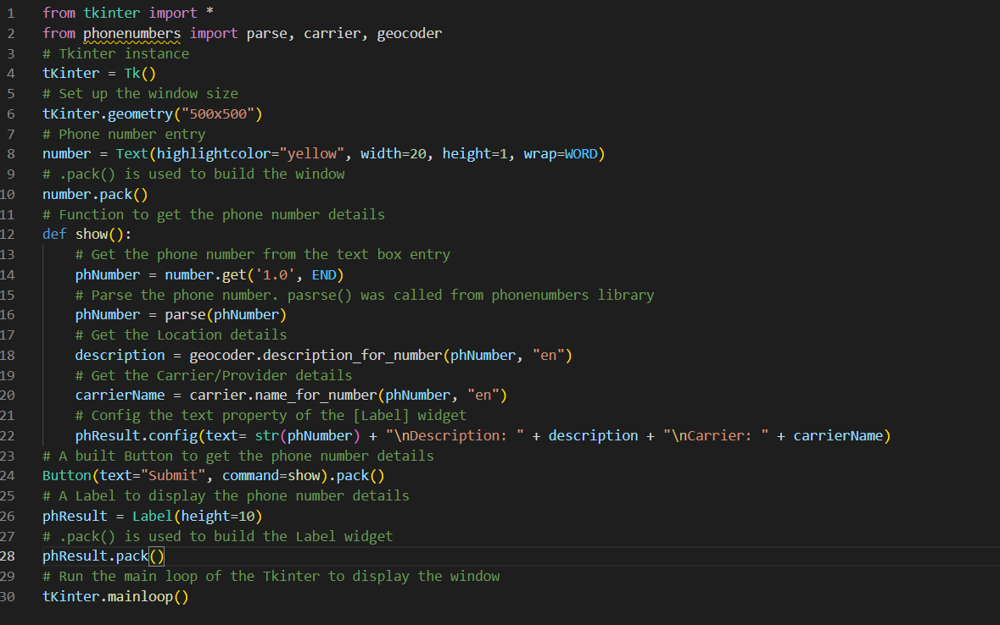 1 from tkinter import *
2 from phonenumbers import parse, carrier, geocoder
3 # Tkinter instance
4 tKinter = Tk()
5 # Set up the window size
6 tKinter.geometry("500x500")
7 # Phone number entry
8 number = Text(highlightcolor="yellow", width=20, height=1, wrap=WORD)
9 # .pack() is used to build the window
10 number.pack()
11 # Function to get the phone number details
12 def show():
13     # Get the phone number from the text box entry
14     phNumber = number.get('1.0', END)
15     # Parse the phone number. pasrse() was called from phonenumbers library
16     phNumber = parse(phNumber)
17     # Get the Location details
18     description = geocoder.description_for_number(phNumber, "en")
19     # Get the Carrier/Provider details
20     carrierName = carrier.name_for_number(phNumber, "en")
21     # Config the text property of the [Label] widget
22     phResult.config(text= str(phNumber) + "\nDescription: " + description + "\nCarrier: " + carrierName)
23 # A built Button to get the phone number details
24 Button(text="Submit", command=show).pack()
25 # A Label to display the phone number details
26 phResult = Label(height=10)
27 # .pack() is used to build the Label widget
28 phResult.pack()
29 # Run the main loop of the Tkinter to display the window
30 tKinter.mainloop()